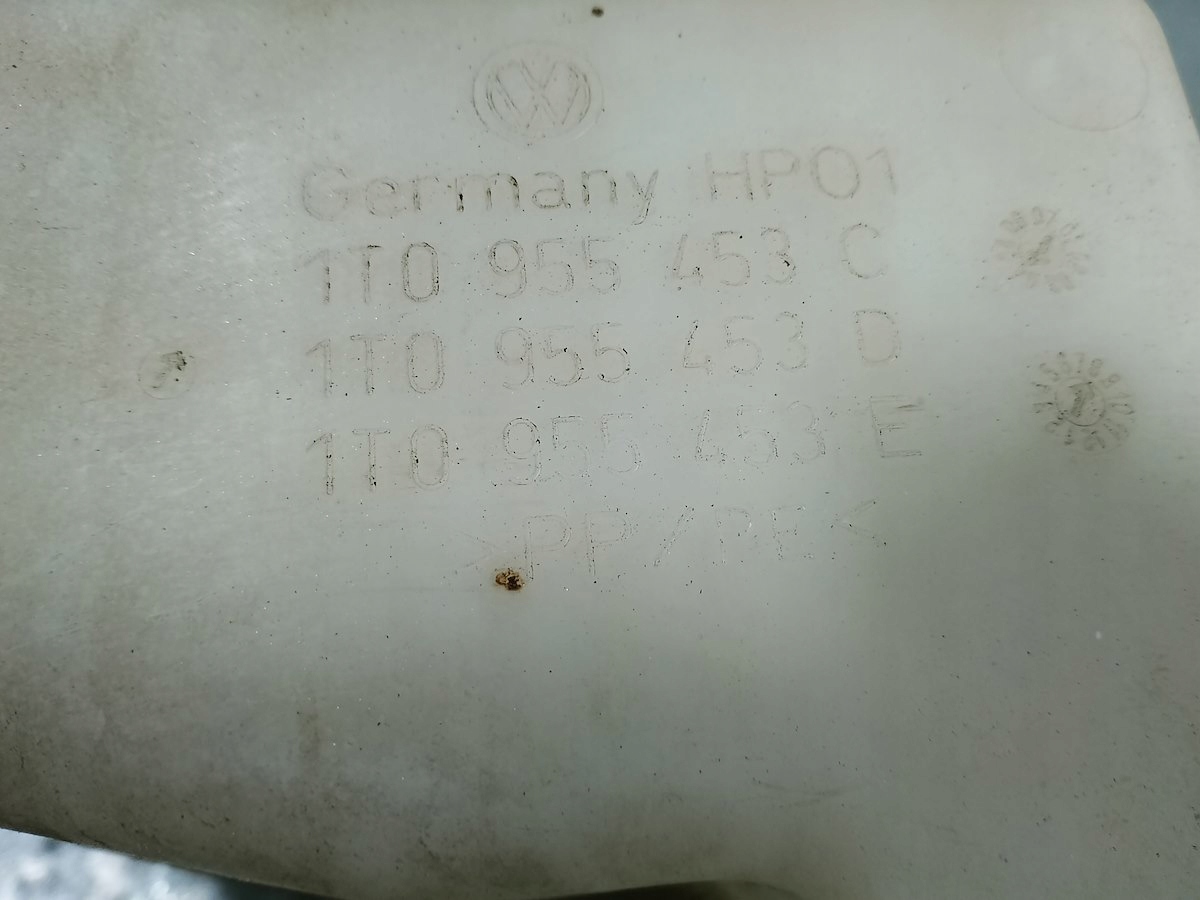 Germany HP01
1T0 955 453 C
1T0 955 453 D
1T0 955 453 E
>PP/PE<